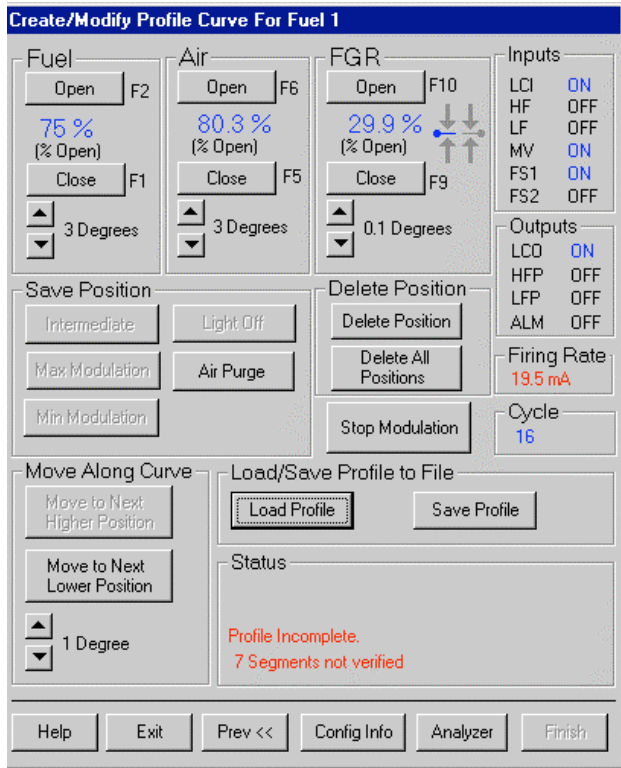 Create/Modify Profile Curve For Fuel 1
Fuel
Open F2
75 %
(% Open)
Close F1
3 Degrees
Air
Open F6
80.3 %
(% Open)
Close F5
3 Degrees
FGR
Open F10
29.9 %
(% Open)
Close F9
0.1 Degrees
Inputs
LCI ON
HF OFF
LF OFF
MV ON
FS1 ON
FS2 OFF
Outputs
LCO ON
HFP OFF
LFP OFF
ALM OFF
Save Position
Intermediate
Light Off
Max Modulation
Air Purge
Min Modulation
Delete Position
Delete Position
Delete All
Positions
Stop Modulation
Firing Rate
19.5 mA
Cycle
16
Move Along Curve
Move to Next
Higher Position
Move to Next
Lower Position
1 Degree
Load/Save Profile to File
Load Profile
Save Profile
Status
Profile Incomplete.
7 Segments not verified
Help
Exit
Prev <<
Config Info
Analyzer
Finish